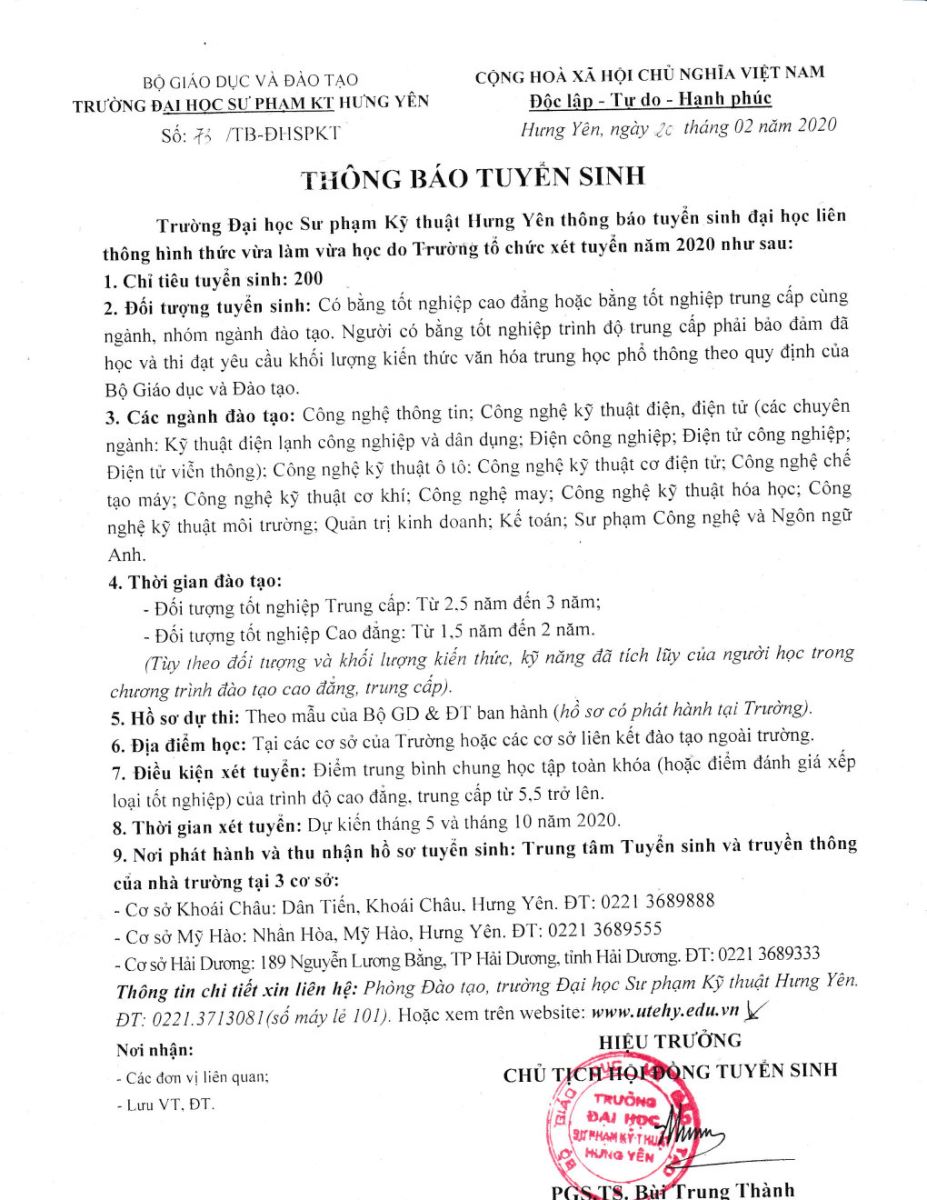 BỘ GIÁO DỤC VÀ ĐÀO TẠO
TRƯỜNG ĐẠI HỌC SƯ PHẠM KT HƯNG YÊN
Số: 73 /TB-ĐHSPKT
CỘNG HOÀ XÃ HỘI CHỦ NGHĨA VIỆT NAM
Độc lập - Tự do - Hạnh phúc
Hưng Yên, ngày 20 tháng 02 năm 2020
THÔNG BÁO TUYỂN SINH
Trường Đại học Sư phạm Kỹ thuật Hưng Yên thông báo tuyển sinh đại học liên
thông hình thức vừa làm vừa học do Trường tổ chức xét tuyển năm 2020 như sau:
1. Chỉ tiêu tuyển sinh: 200
2. Đối tượng tuyển sinh: Có bằng tốt nghiệp cao đẳng hoặc bằng tốt nghiệp trung cấp cùng
ngành, nhóm ngành đào tạo. Người có bằng tốt nghiệp trình độ trung cấp phải bảo đảm đã
học và thi đạt yêu cầu khối lượng kiến thức văn hóa trung học phổ thông theo quy định của
Bộ Giáo dục và Đào tạo.
3. Các ngành đào tạo: Công nghệ thông tin; Công nghệ kỹ thuật điện, điện tử (các chuyên
ngành: Kỹ thuật điện lạnh công nghiệp và dân dụng; Điện công nghiệp; Điện tử công nghiệp;
Điện tử viễn thông); Công nghệ kỹ thuật ô tô: Công nghệ kỹ thuật cơ điện tử; Công nghệ chế
tạo máy; Công nghệ kỹ thuật cơ khí; Công nghệ may; Công nghệ kỹ thuật hóa học; Công
nghệ kỹ thuật môi trường; Quản trị kinh doanh; Kế toán; Sư phạm Công nghệ và Ngôn ngữ
Anh.
4. Thời gian đào tạo:
- Đối tượng tốt nghiệp Trung cấp: Từ 2,5 năm đến 3 năm;
- Đối tượng tốt nghiệp Cao đẳng: Từ 1,5 năm đến 2 năm.
(Tùy theo đối tượng và khối lượng kiến thức, kỹ năng đã tích lũy của người học trong
chương trình đào tạo cao đẳng, trung cấp).
5. Hồ sơ dự thi: Theo mẫu của Bộ GD & ĐT ban hành (hồ sơ có phát hành tại Trường).
6. Địa điểm học: Tại các cơ sở của Trường hoặc các cơ sở liên kết đào tạo ngoài trường.
7. Điều kiện xét tuyển: Điểm trung bình chung học tập toàn khóa (hoặc điểm đánh giá xếp
loại tốt nghiệp) của trình độ cao đẳng, trung cấp từ 5,5 trở lên.
8. Thời gian xét tuyển: Dự kiến tháng 5 và tháng 10 năm 2020.
9. Nơi phát hành và thu nhận hồ sơ tuyển sinh: Trung tâm Tuyển sinh và truyền thông
của nhà trường tại 3 cơ sở:
- Cơ sở Khoái Châu: Dân Tiến, Khoái Châu, Hưng Yên. ĐT: 0221 3689888
- Cơ sở Mỹ Hào: Nhân Hòa, Mỹ Hào, Hưng Yên. ĐT: 0221 3689555
- Cơ sở Hải Dương: 189 Nguyễn Lương Bằng, TP Hải Dương, tỉnh Hải Dương. ĐT: 0221 3689333
Thông tin chi tiết xin liên hệ: Phòng Đào tạo, trường Đại học Sư phạm Kỹ thuật Hưng Yên.
ĐT: 0221.3713081(số máy lẻ 101). Hoặc xem trên website: www.utehy.edu.vn
Nơi nhận:
- Các đơn vị liên quan;
- Lưu VT, ĐT.
HIỆU TRƯỞNG
CHỦ TỊCH HỘI ĐỒNG TUYỂN SINH
BỘ GIÁO DỤC VÀ ĐÀO TẠO
TRƯỜNG
ĐẠI HỌC
SƯ PHẠM KỸ THUẬT
HƯNG YÊN
PGS.TS. Bùi Trung Thành